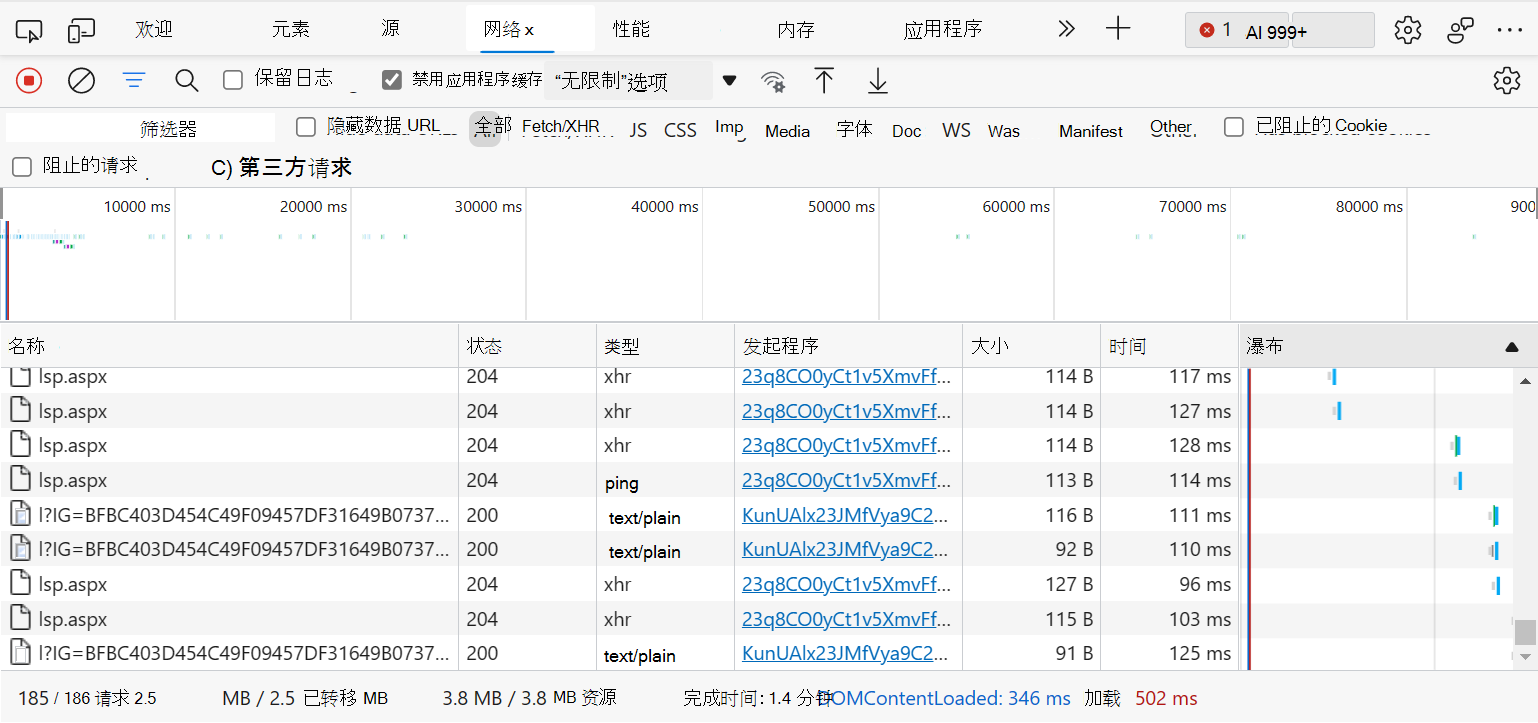 欢迎 元素 源 网络 x 性能 内存 应用程序 1 AI 999+
保留日志 禁用应用程序缓存 “无限制”选项
筛选器 隐藏数据 URL 全部 Fetch/XHR JS CSS Img Media 字体 Doc WS Was Manifest Other 已阻止的 Cookie
阻止的请求 C) 第三方请求
10000 ms 20000 ms 30000 ms 40000 ms 50000 ms 60000 ms 70000 ms 80000 ms 900
名称 状态 类型 发起程序 大小 时间 瀑布
lsp.aspx 204 xhr 23q8CO0yCt1v5XmvFf... 114 B 117 ms
lsp.aspx 204 xhr 23q8CO0yCt1v5XmvFf... 114 B 127 ms
lsp.aspx 204 xhr 23q8CO0yCt1v5XmvFf... 114 B 128 ms
lsp.aspx 204 ping 23q8CO0yCt1v5XmvFf... 113 B 114 ms
l?IG=BFBC403D454C49F09457DF31649B0737... 200 text/plain KunUAlx23JMfVya9C2... 116 B 111 ms
l?IG=BFBC403D454C49F09457DF31649B0737... 200 text/plain KunUAlx23JMfVya9C2... 92 B 110 ms
lsp.aspx 204 xhr 23q8CO0yCt1v5XmvFf... 127 B 96 ms
lsp.aspx 204 xhr 23q8CO0yCt1v5XmvFf... 115 B 103 ms
l?IG=BFBC403D454C49F09457DF31649B0737... 200 text/plain KunUAlx23JMfVya9C2... 91 B 125 ms
185 / 186 请求 2.5 MB / 2.5 已转移 MB 3.8 MB / 3.8 MB 资源 完成时间: 1.4 分钟 DOMContentLoaded: 346 ms 加载 502 ms